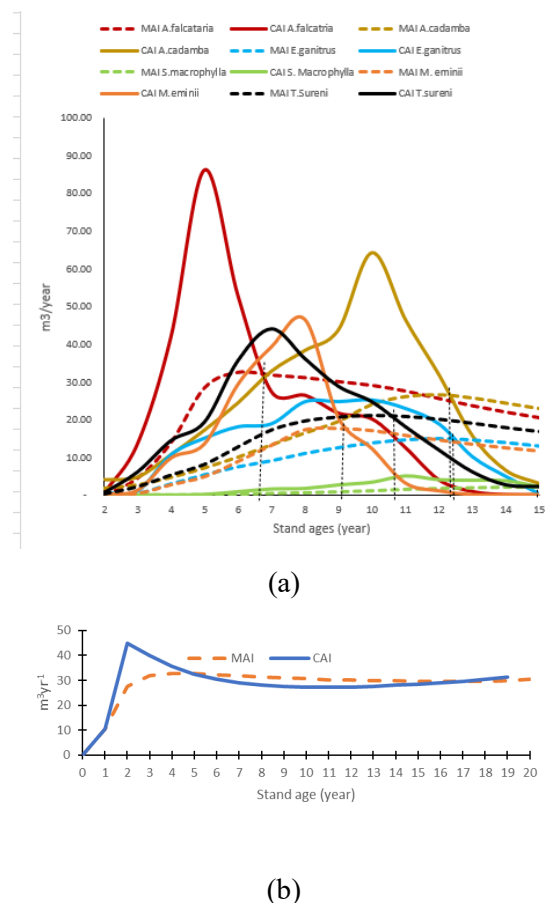 MAI A.falcataria CAI A.falcatria MAI A.cadamba
CAI A.cadamba MAI E.ganitrus CAI E.ganitrus
MAI S.macrophylla CAI S. Macrophylla MAI M. eminii
CAI M.eminii MAI T.Sureni CAI T.sureni
100.00
90.00
80.00
70.00
60.00
50.00
40.00
30.00
20.00
10.00
-
m3/year
2 3 4 5 6 7 8 9 10 11 12 13 14 15
Stand ages (year)
(a)
50
40
30
20
10
0
m³yr⁻¹
MAI CAI
0 1 2 3 4 5 6 7 8 9 10 11 12 13 14 15 16 17 18 19 20
Stand age (year)
(b)